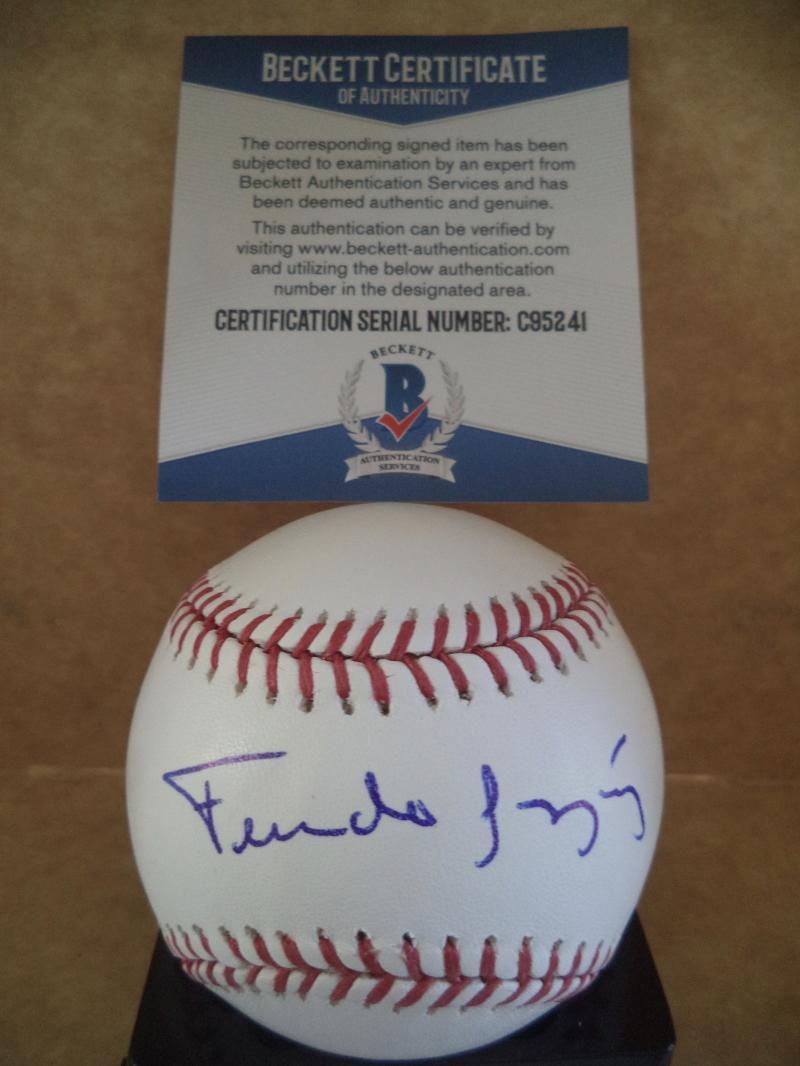 BECKETT CERTIFICATE
OF AUTHENTICITY
The corresponding signed item has been
subjected to examination by an expert from
Beckett Authentication Services and has
been deemed authentic and genuine.
This authentication can be verified by
visiting www.beckett-authentication.com
and utilizing the below authentication
number in the designated area.
CERTIFICATION SERIAL NUMBER: C95241
BECKETT
B
AUTHENTICATION
SERVICES